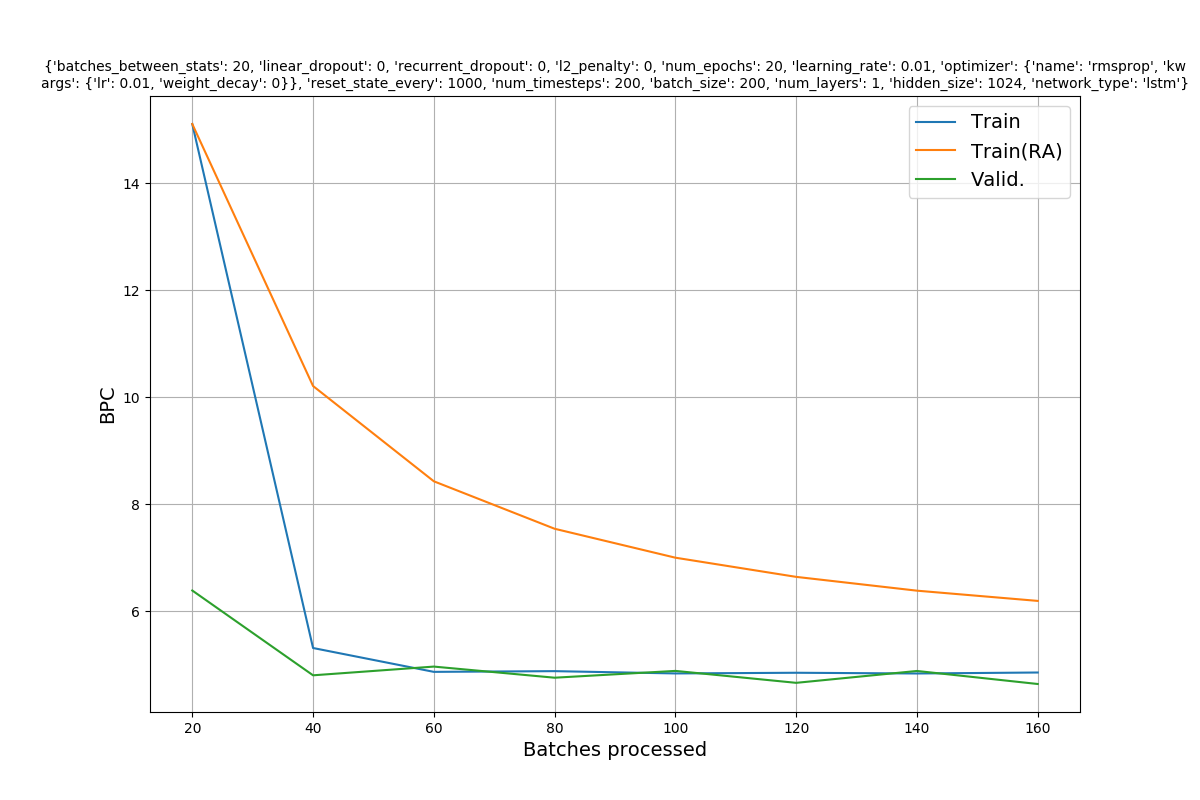 {'batches_between_stats': 20, 'linear_dropout': 0, 'recurrent_dropout': 0, 'l2_penalty': 0, 'num_epochs': 20, 'learning_rate': 0.01, 'optimizer': {'name': 'rmsprop', 'kw
args': {'lr': 0.01, 'weight_decay': 0}}, 'reset_state_every': 1000, 'num_timesteps': 200, 'batch_size': 200, 'num_layers': 1, 'hidden_size': 1024, 'network_type': 'lstm'}
Train
Train(RA)
Valid.
14
12
10
8
6
BPC
20 40 60 80 100 120 140 160
Batches processed